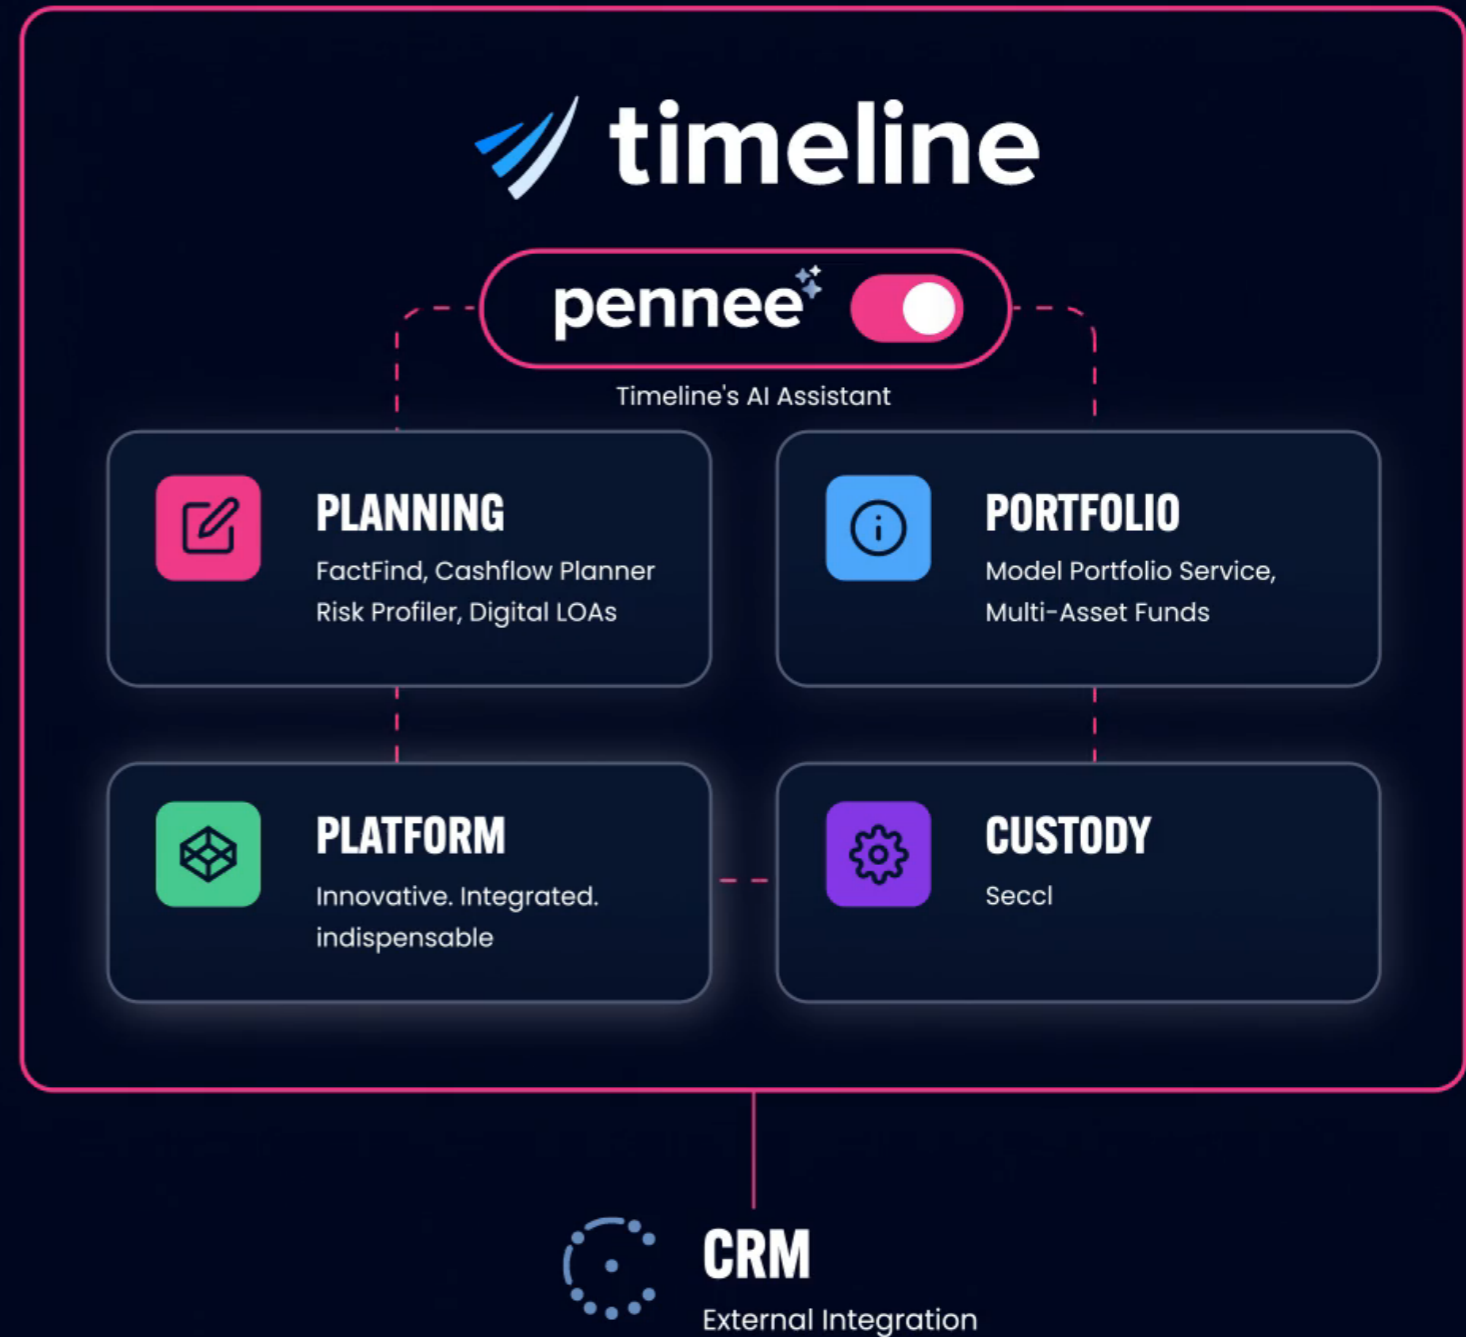 timeline
pennee
Timeline's AI Assistant
PLANNING
FactFind, Cashflow Planner
Risk Profiler, Digital LOAs
PORTFOLIO
Model Portfolio Service,
Multi-Asset Funds
PLATFORM
Innovative. Integrated.
indispensable
CUSTODY
Seccl
CRM
External Integration